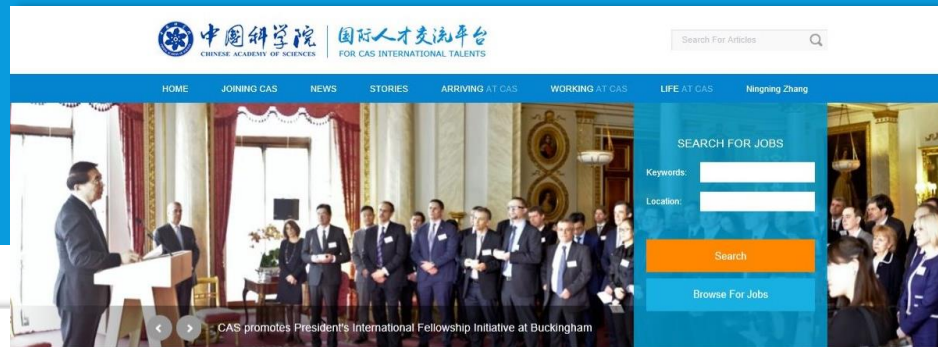 中国科学院
CHINESE ACADEMY OF SCIENCES
国际人才交流平台
FOR CAS INTERNATIONAL TALENTS
Search For Articles
HOME JOINING CAS NEWS STORIES ARRIVING AT CAS WORKING AT CAS LIFE AT CAS Ningning Zhang
SEARCH FOR JOBS
Keywords:
Location:
Search
Browse For Jobs
CAS promotes President's International Fellowship Initiative at Buckingham